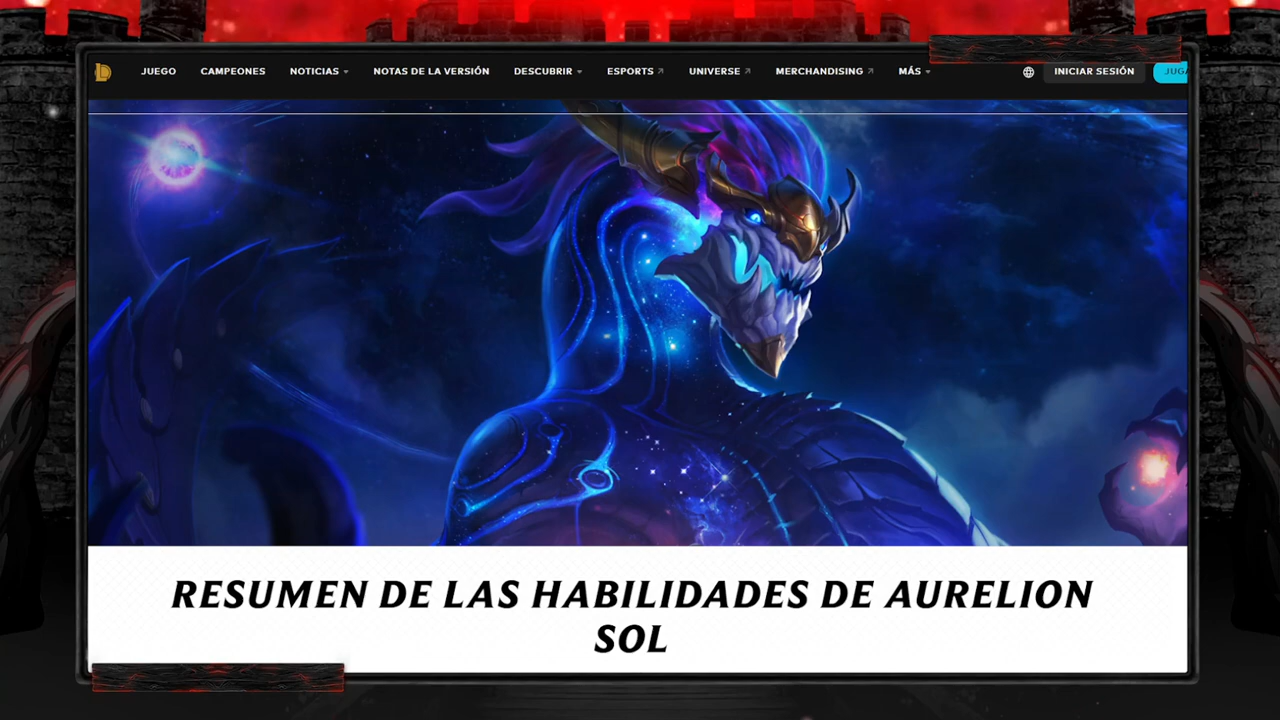 JUEGO CAMPEONES NOTICIAS NOTAS DE LA VERSIÓN DESCUBRIR ESPORTS UNIVERSE MERCHANDISING MÁS INICIAR SESIÓN
RESUMEN DE LAS HABILIDADES DE AURELION
SOL